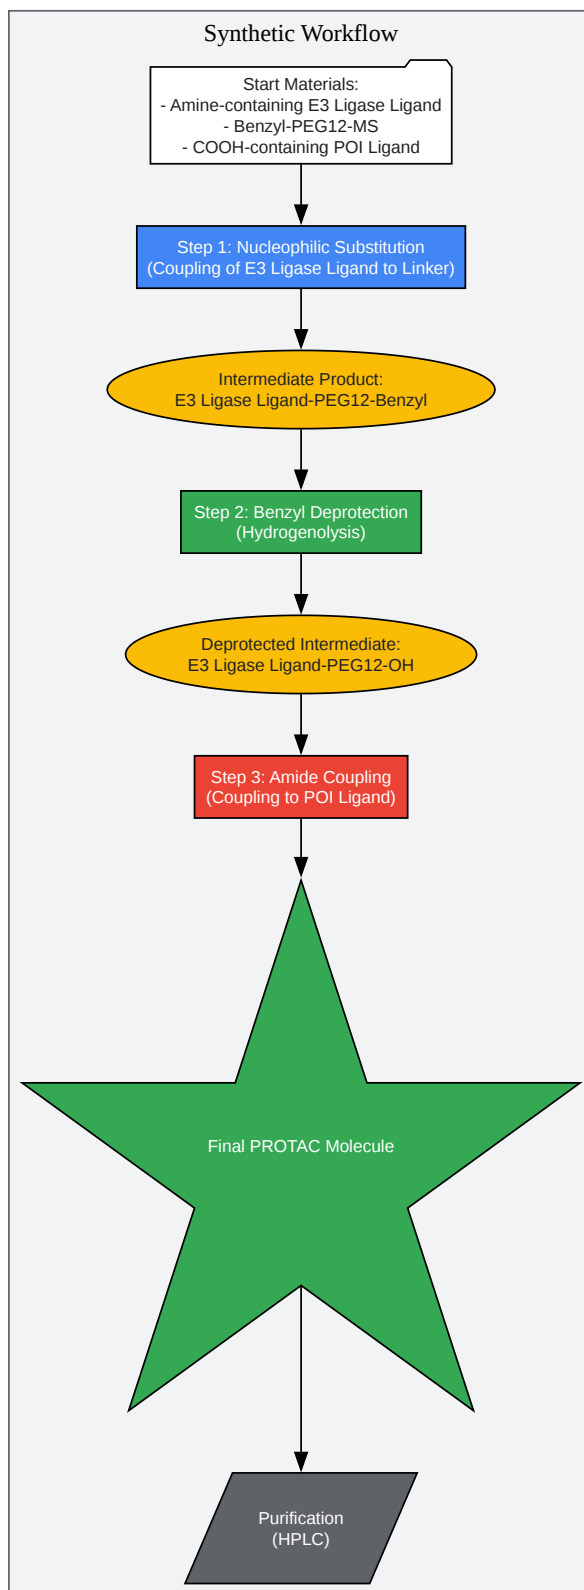 Synthetic Workflow
Start Materials:
- Amine-containing E3 Ligase Ligand
- Benzyl-PEG12-MS
- COOH-containing POI Ligand
Step 1: Nucleophilic Substitution
(Coupling of E3 Ligase Ligand to Linker)
Intermediate Product:
E3 Ligase Ligand-PEG12-Benzyl
Step 2: Benzyl Deprotection
(Hydrogenolysis)
Deprotected Intermediate:
E3 Ligase Ligand-PEG12-OH
Step 3: Amide Coupling
(Coupling to POI Ligand)
Final PROTAC Molecule
Purification
(HPLC)